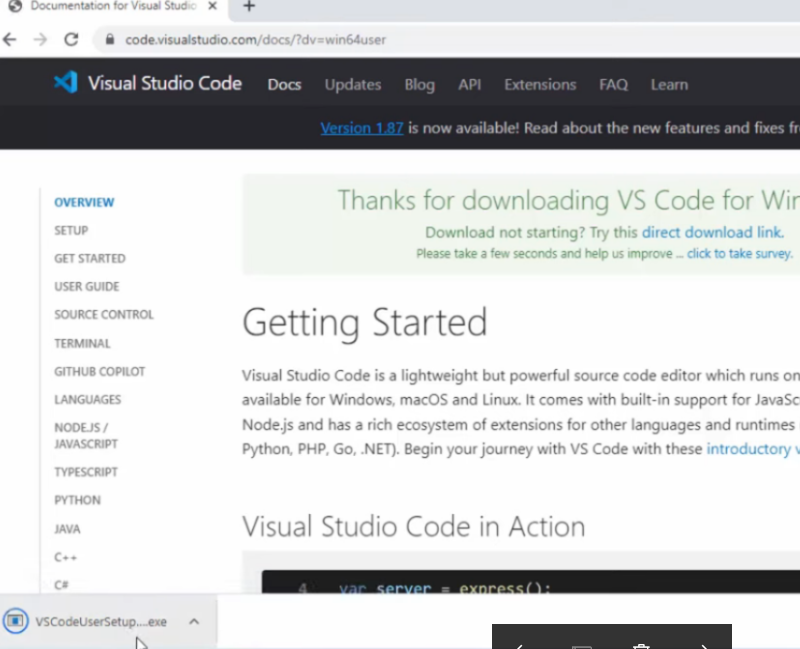 Documentation for Visual Studio
code.visualstudio.com/docs/?dv=win64user
Visual Studio Code Docs Updates Blog API Extensions FAQ Learn
Version 1.87 is now available! Read about the new features and fixes fr
OVERVIEW
SETUP
GET STARTED
USER GUIDE
SOURCE CONTROL
TERMINAL
GITHUB COPILOT
LANGUAGES
NODE.JS /
JAVASCRIPT
TYPESCRIPT
PYTHON
JAVA
C++
C#
Thanks for downloading VS Code for Win
Download not starting? Try this direct download link.
Please take a few seconds and help us improve ... click to take survey.
Getting Started
Visual Studio Code is a lightweight but powerful source code editor which runs on
available for Windows, macOS and Linux. It comes with built-in support for JavaSc
Node.js and has a rich ecosystem of extensions for other languages and runtimes
Python, PHP, Go, .NET). Begin your journey with VS Code with these introductory v
Visual Studio Code in Action
4 var server = express();
VSCodeUserSetup....exe